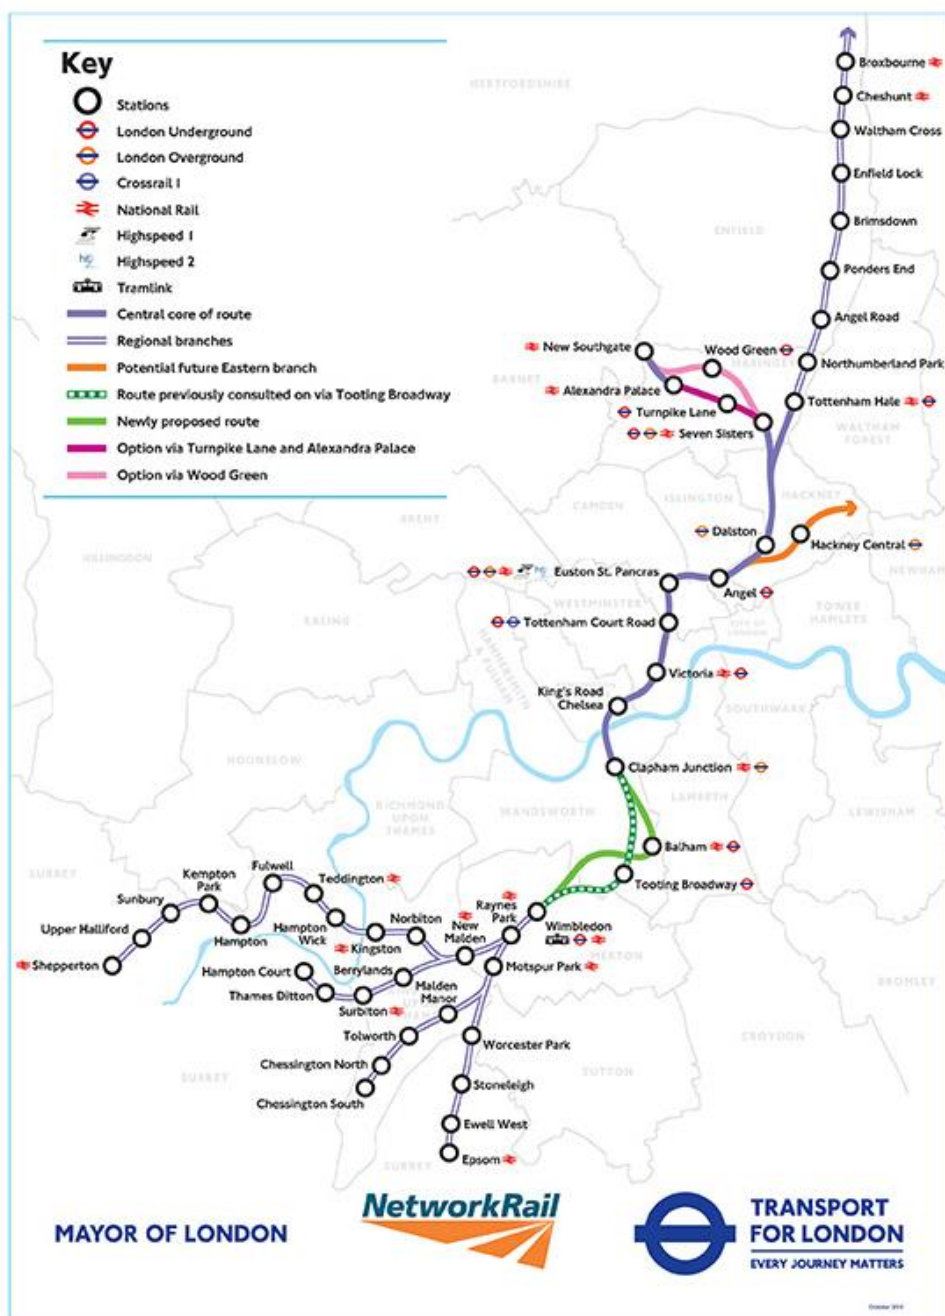 Key
Stations
London Underground
London Overground
Crossrail 1
National Rail
Highspeed 1
Highspeed 2
Tramlink
Central core of route
Regional branches
Potential future Eastern branch
Route previously consulted on via Tooting Broadway
Newly proposed route
Option via Turnpike Lane and Alexandra Palace
Option via Wood Green
HERTFORDSHIRE
Broxbourne
Cheshunt
Waltham Cross
Enfield Lock
Brimsdown
ENFIELD
Ponders End
Angel Road
New Southgate
Wood Green
HARINGEY
Northumberland Park
BARNET
Alexandra Palace
Tottenham Hale
Turnpike Lane
Seven Sisters
WALTHAM
FOREST
CAMDEN
ISLINGTON
HACKNEY
BRENT
HILLINGDON
Dalston
Hackney Central
Euston St. Pancras
NEWHAM
Angel
WESTMINSTER
TOWER
HAMLETS
EALING
Tottenham Court Road
CITY OF
LONDON
HAMMERSMITH
& FULHAM
Victoria
King's Road
Chelsea
SOUTHWARK
HOUNSLOW
Clapham Junction
RICHMOND
UPON
THAMES
WANDSWORTH
LAMBETH
LEWISHAM
Balham
SURREY
Fulwell
Kempton
Park
Teddington
Tooting Broadway
Sunbury
Raynes
Park
Upper Halliford
Hampton
Hampton
Wick
Norbiton
New
Malden
Wimbledon
Kingston
MERTON
Shepperton
Hampton Court
Berrylands
Motspur Park
BROMLEY
Thames Ditton
Malden
Manor
Surbiton
Tolworth
Worcester Park
CROYDON
Chessington North
SURREY
SUTTON
Stoneleigh
Chessington South
Ewell West
Epsom
SURREY
MAYOR OF LONDON
NetworkRail
TRANSPORT
FOR LONDON
EVERY JOURNEY MATTERS